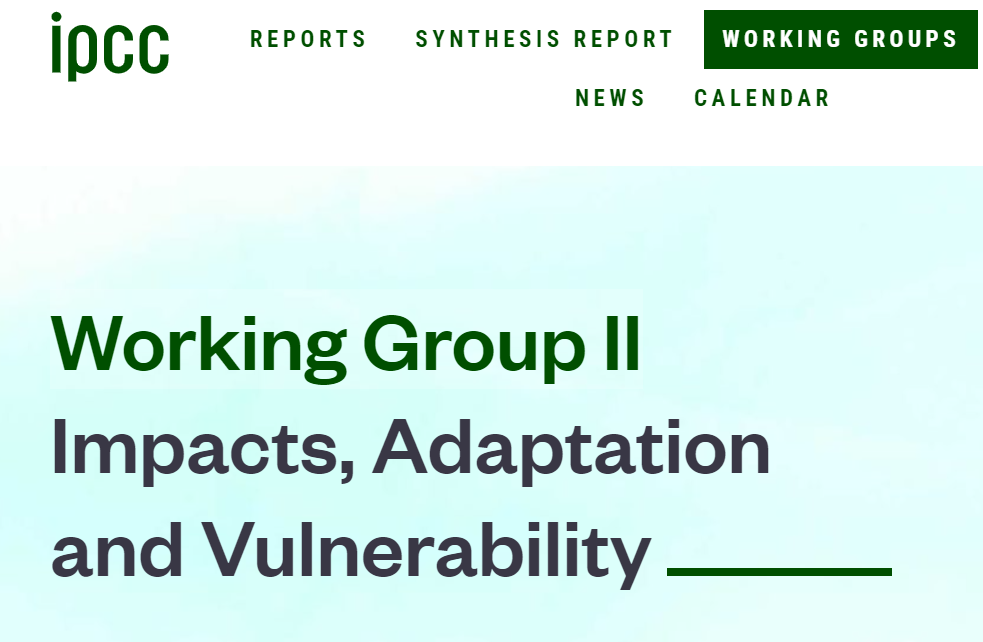 ipcc
REPORTS SYNTHESIS REPORT WORKING GROUPS
NEWS CALENDAR
Working Group II
Impacts, Adaptation
and Vulnerability